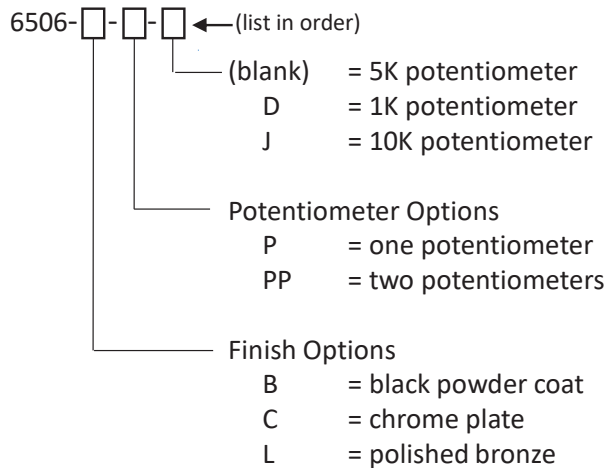 6506- - - (list in order)
(blank) = 5K potentiometer
D = 1K potentiometer
J = 10K potentiometer
Potentiometer Options
P = one potentiometer
PP = two potentiometers
Finish Options
B = black powder coat
C = chrome plate
L = polished bronze